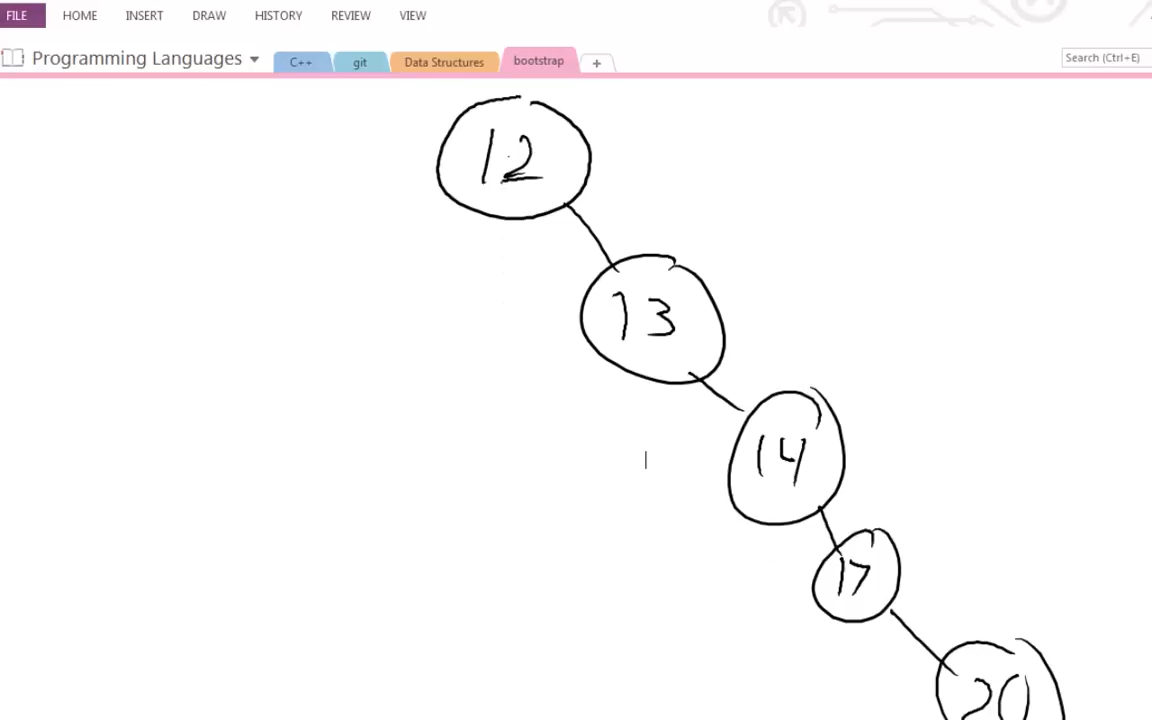 FILE HOME INSERT DRAW HISTORY REVIEW VIEW
Programming Languages C++ git Data Structures bootstrap + Search (Ctrl+E)
12
13
14
17
20